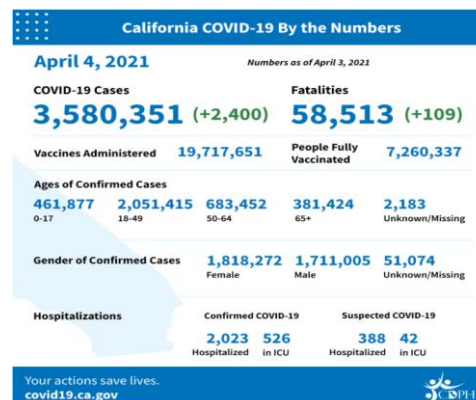 California COVID-19 By the Numbers
April 4, 2021
Numbers as of April 3, 2021
COVID-19 Cases
3,580,351 (+2,400)
Fatalities
58,513 (+109)
Vaccines Administered 19,717,651
People Fully Vaccinated 7,260,337
Ages of Confirmed Cases
461,877 2,051,415 683,452 381,424 2,183
0-17 18-49 50-64 65+ Unknown/Missing
Gender of Confirmed Cases 1,818,272 1,711,005 51,074
Female Male Unknown/Missing
Hospitalizations
Confirmed COVID-19 Suspected COVID-19
2,023 526 388 42
Hospitalized in ICU Hospitalized in ICU
Your actions save lives.
covid19.ca.gov
CDPH